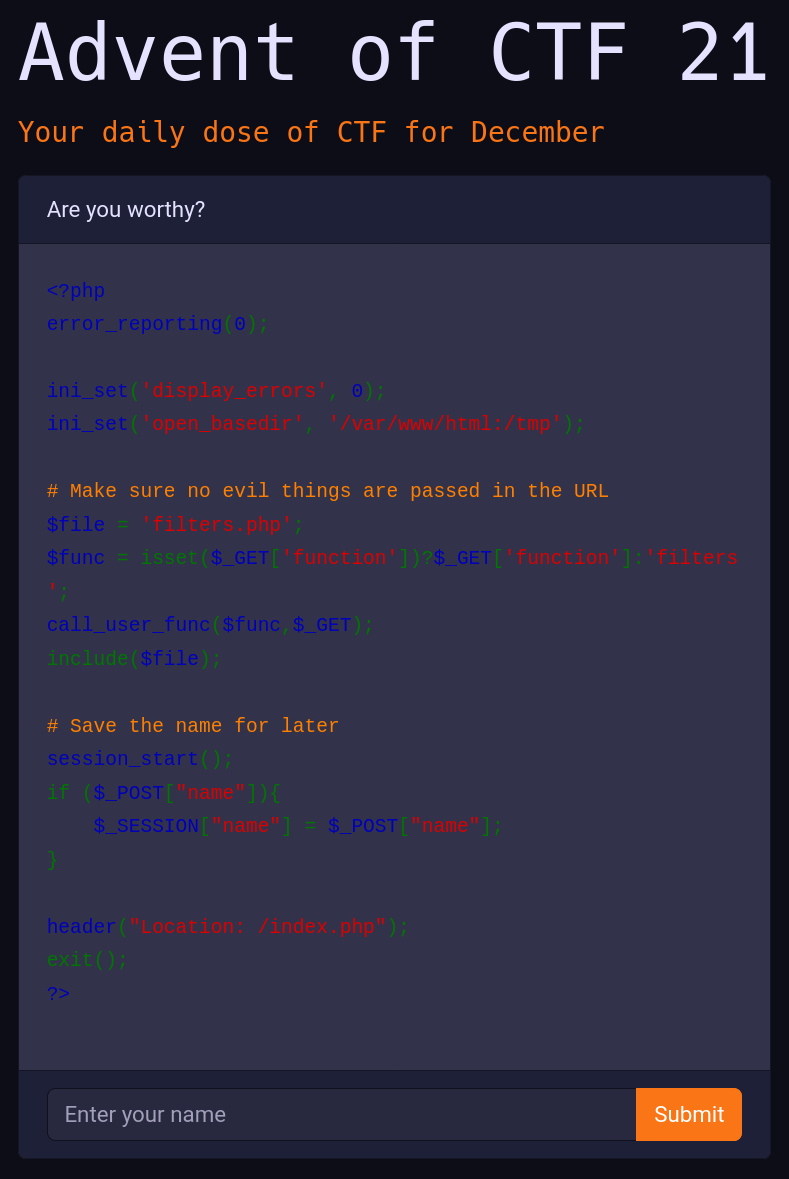 Advent of CTF 21
Your daily dose of CTF for December
Are you worthy?
<?php
error_reporting(0);
ini_set('display_errors', 0);
ini_set('open_basedir', '/var/www/html:/tmp');
# Make sure no evil things are passed in the URL
$file = 'filters.php';
$func = isset($_GET['function'])?$_GET['function']:'filters
';
call_user_func($func,$_GET);
include($file);
# Save the name for later
session_start();
if ($_POST["name"]){
    $_SESSION["name"] = $_POST["name"];
}
header("Location: /index.php");
exit();
?>
Enter your name
Submit